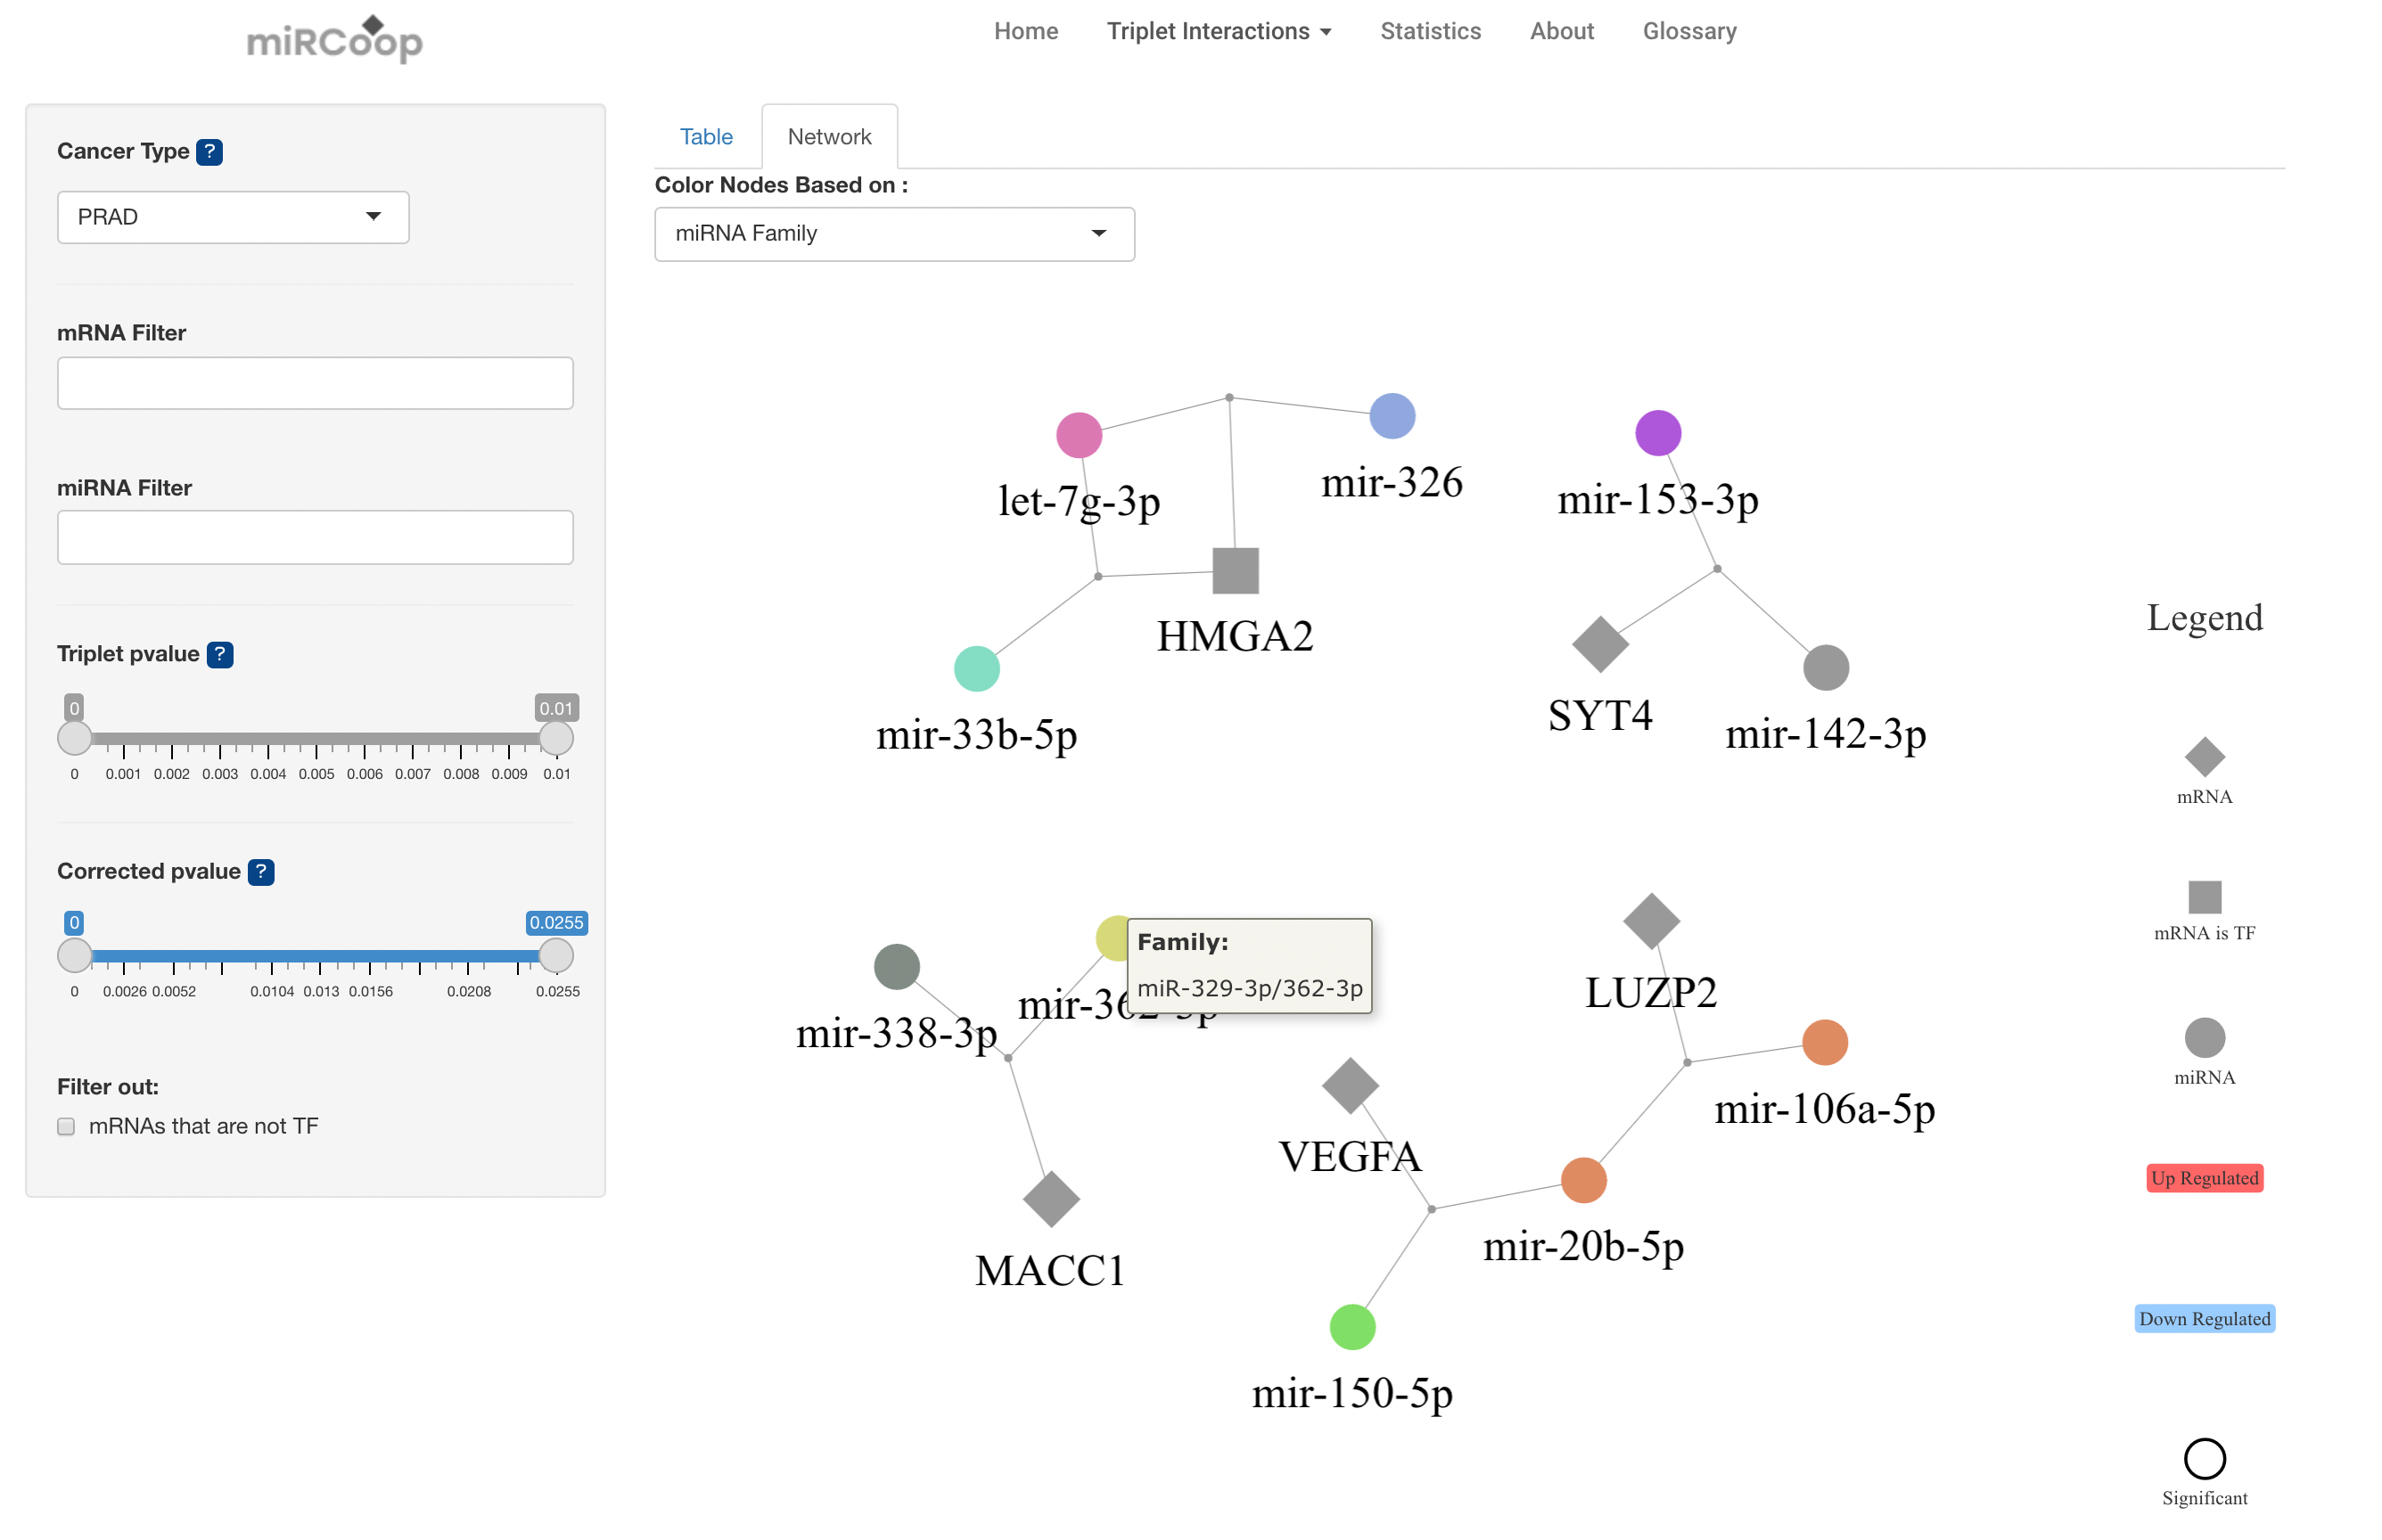 miRCoop
Home Triplet Interactions Statistics About Glossary
Cancer Type ?
PRAD
mRNA Filter
miRNA Filter
Triplet pvalue ?
0 0.01
0 0.001 0.002 0.003 0.004 0.005 0.006 0.007 0.008 0.009 0.01
Corrected pvalue ?
0 0.0255
0 0.0026 0.0052 0.0104 0.013 0.0156 0.0208 0.0255
Filter out:
mRNAs that are not TF
Table Network
Color Nodes Based on :
miRNA Family
let-7g-3p
mir-326
mir-153-3p
HMGA2
mir-33b-5p
SYT4
mir-142-3p
mir-338-3p
Family:
miR-329-3p/362-3p
LUZP2
mir-106a-5p
VEGFA
mir-20b-5p
MACC1
mir-150-5p
Legend
mRNA
mRNA is TF
miRNA
Up Regulated
Down Regulated
Significant